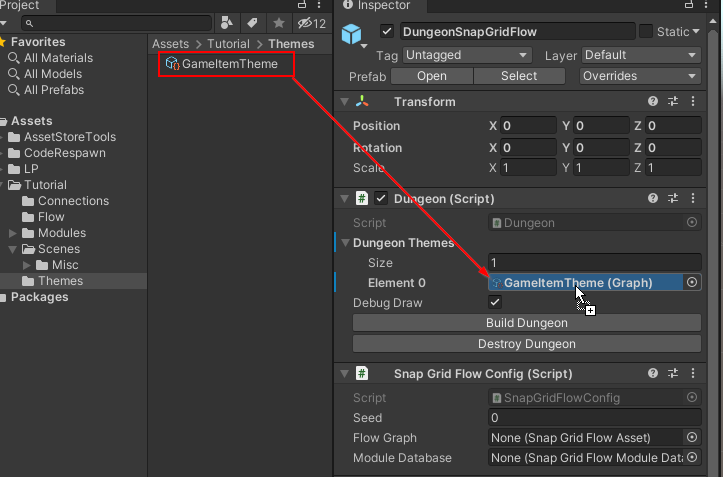 Project
12
Favorites
All Materials
All Models
All Prefabs
Assets
AssetStoreTools
CodeRespawn
LP
Tutorial
Connections
Flow
Modules
Scenes
Misc
Themes
Packages
Assets > Tutorial > Themes
GameItemTheme
Inspector
DungeonSnapGridFlow
Static
Tag Untagged Layer Default
Prefab Open Select Overrides
Transform
Position X 0 Y 0 Z 0
Rotation X 0 Y 0 Z 0
Scale X 1 Y 1 Z 1
# Dungeon (Script)
Script # Dungeon
Dungeon Themes
Size 1
Element 0 GameItemTheme (Graph)
Debug Draw
Build Dungeon
Destroy Dungeon
# Snap Grid Flow Config (Script)
Script # SnapGridFlowConfig
Seed 0
Flow Graph None (Snap Grid Flow Asset)
Module Database None (Snap Grid Flow Module Data